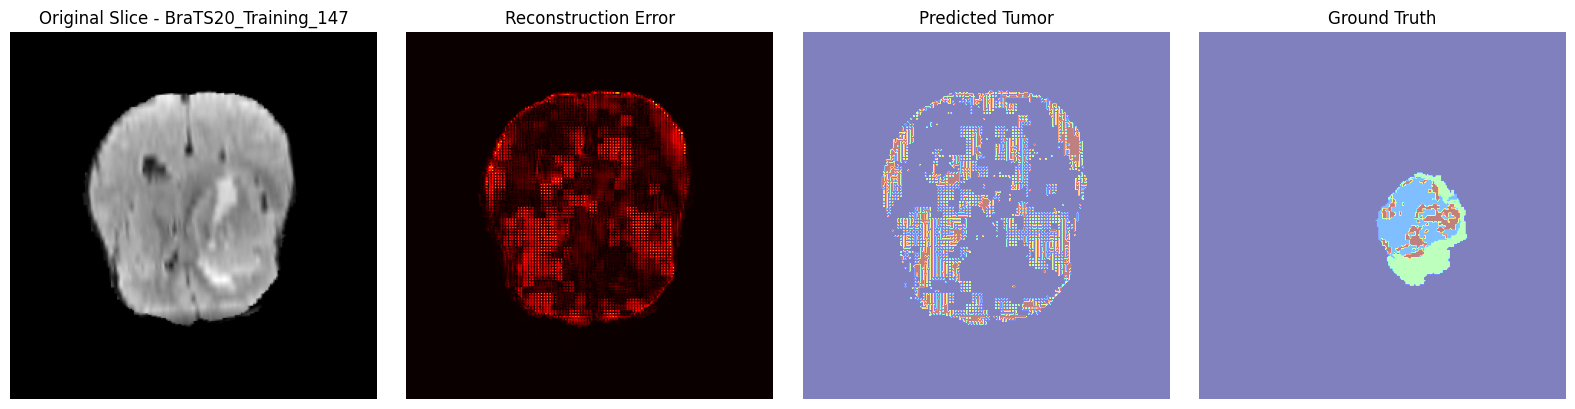 Original Slice - BraTS20_Training_147
Reconstruction Error
Predicted Tumor
Ground Truth